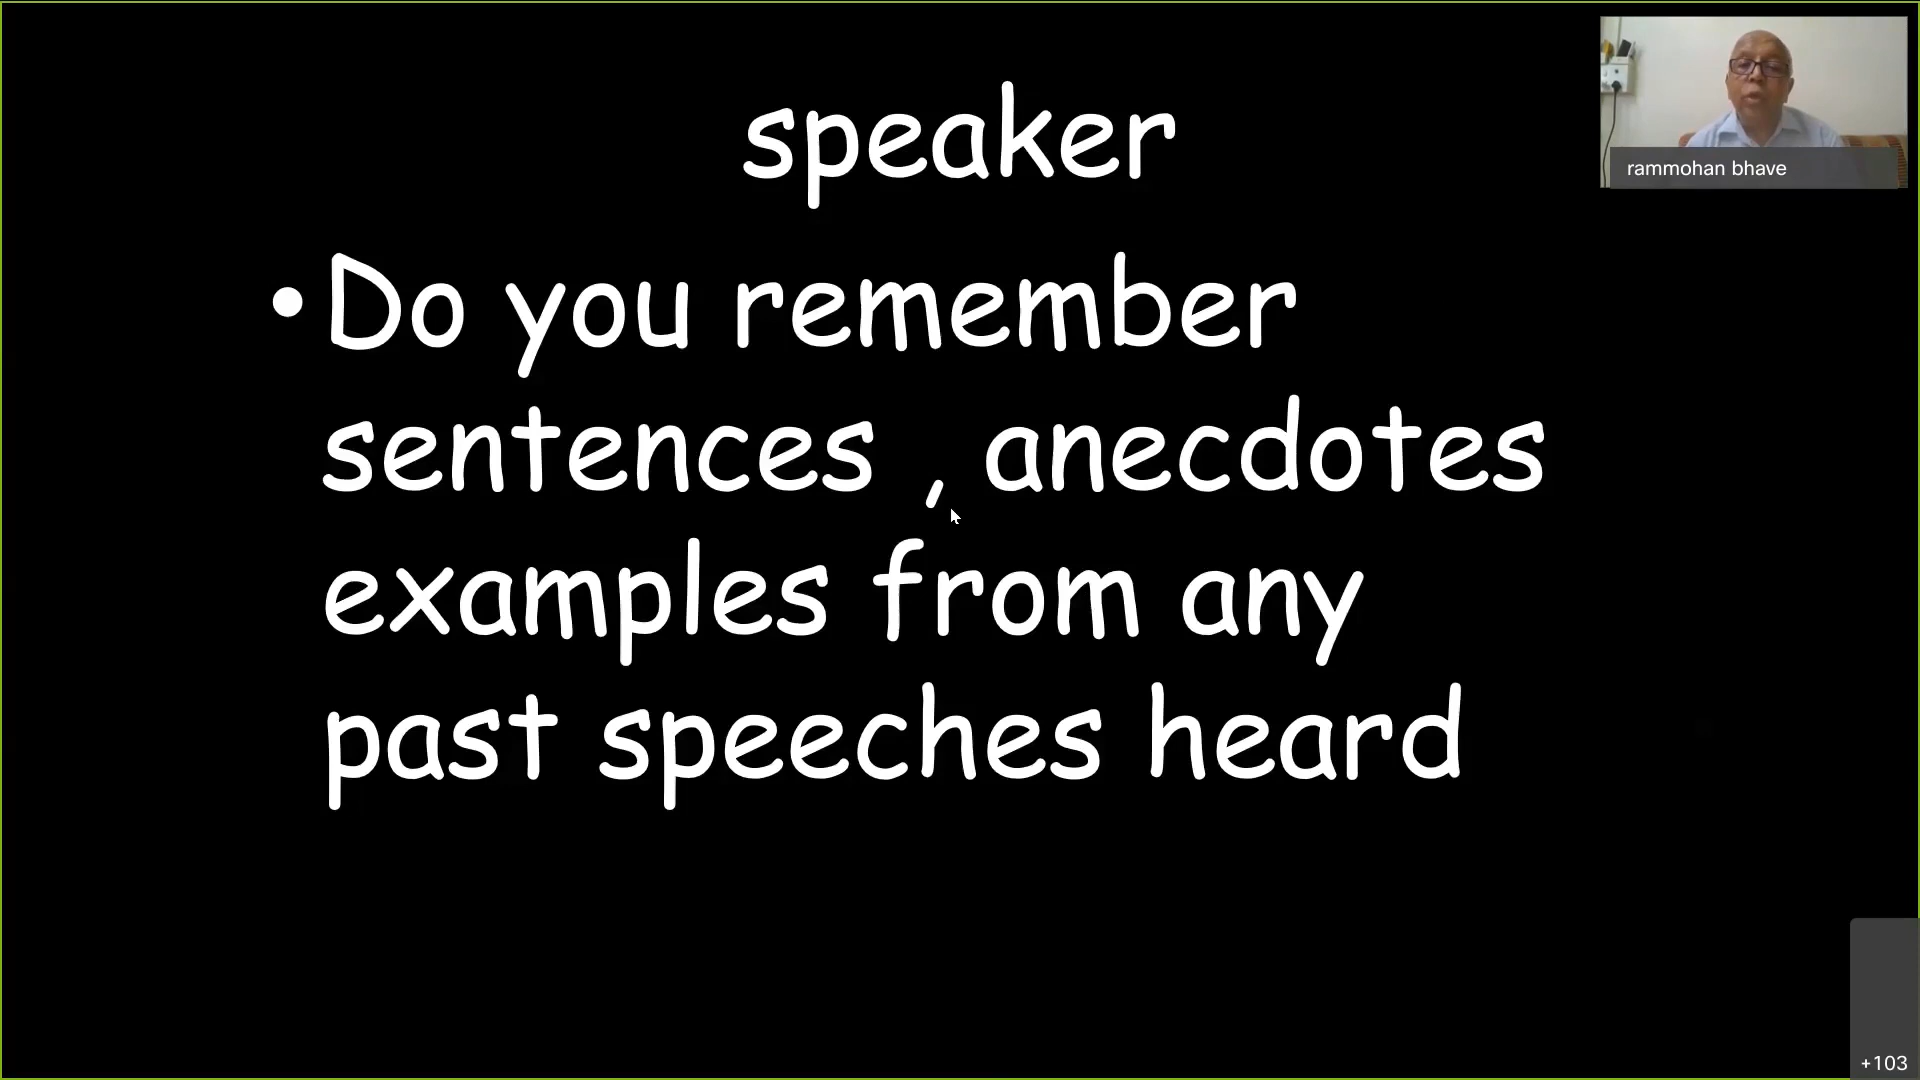 speaker
rammohan bhave
• Do you remember
sentences , anecdotes
examples from any
past speeches heard
+103